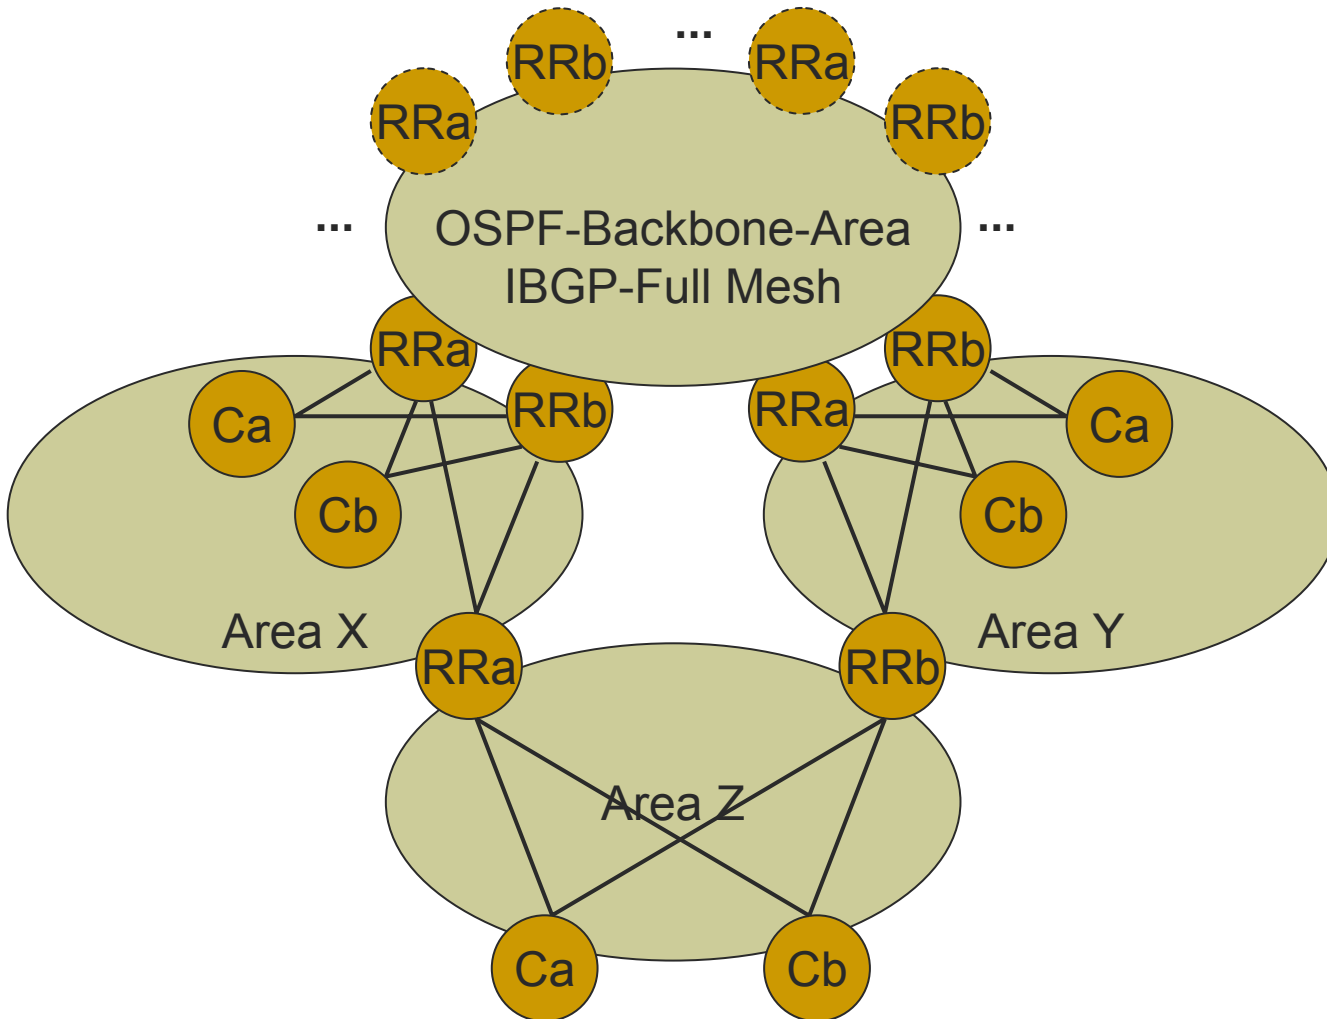 ...
RRb
RRa
RRa
RRb
...
OSPF-Backbone-Area
...
IBGP-Full Mesh
RRa
RRb
Ca
RRb
RRa
Ca
Cb
Cb
Area X
Area Y
RRa
RRb
Area Z
Ca
Cb